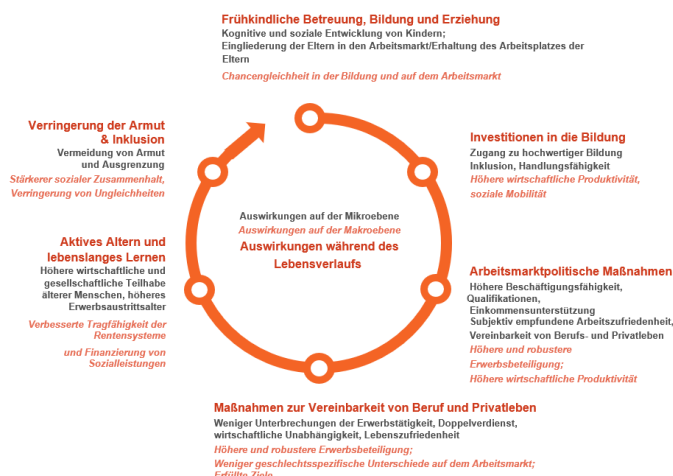 Frühkindliche Betreuung, Bildung und Erziehung
Kognitive und soziale Entwicklung von Kindern;
Eingliederung der Eltern in den Arbeitsmarkt/Erhaltung des Arbeitsplatzes der
Eltern
Chancengleichheit in der Bildung und auf dem Arbeitsmarkt
Investitionen in die Bildung
Zugang zu hochwertiger Bildung
Inklusion, Handlungsfähigkeit
Höhere wirtschaftliche Produktivität,
soziale Mobilität
Arbeitsmarktpolitische Maßnahmen
Höhere Beschäftigungsfähigkeit,
Qualifikationen,
Einkommensunterstützung
Subjektiv empfundene Arbeitszufriedenheit,
Vereinbarkeit von Berufs- und Privatleben
Höhere und robustere
Erwerbsbeteiligung;
Höhere wirtschaftliche Produktivität
Maßnahmen zur Vereinbarkeit von Beruf und Privatleben
Weniger Unterbrechungen der Erwerbstätigkeit, Doppelverdienst,
wirtschaftliche Unabhängigkeit, Lebenszufriedenheit
Höhere und robustere Erwerbsbeteiligung;
Weniger geschlechtsspezifische Unterschiede auf dem Arbeitsmarkt;
Erfüllte Ziele
Aktives Altern und
lebenslanges Lernen
Höhere wirtschaftliche und
gesellschaftliche Teilhabe
älterer Menschen, höheres
Erwerbsaustrittsalter
Verbesserte Tragfähigkeit der
Rentensysteme
und Finanzierung von
Sozialleistungen
Verringerung der Armut
& Inklusion
Vermeidung von Armut
und Ausgrenzung
Stärkerer sozialer Zusammenhalt,
Verringerung von Ungleichheiten
Auswirkungen auf der Mikroebene
Auswirkungen auf der Makroebene
Auswirkungen während des
Lebensverlaufs